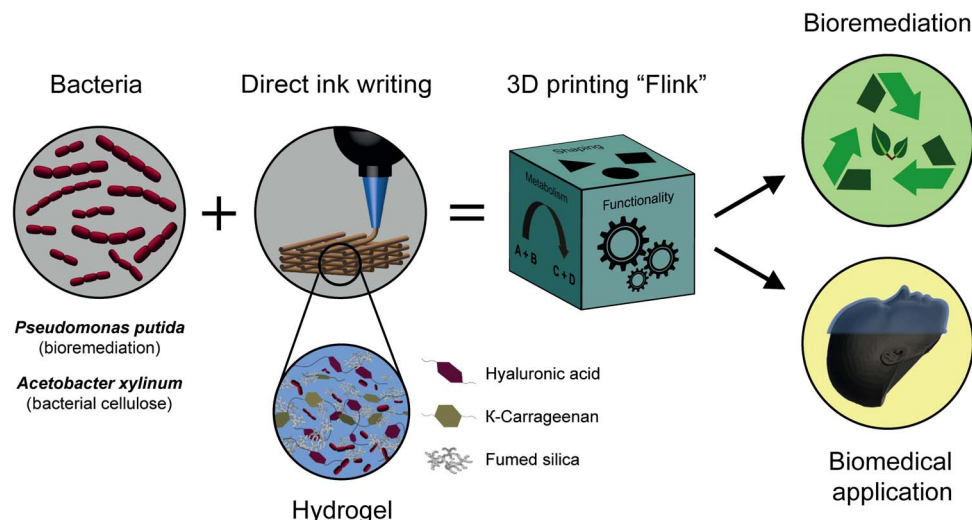 Bacteria
Direct ink writing
3D printing “Flink”
Bioremediation
Shaping
Metabolism
A + B
C + D
Functionality
Pseudomonas putida
(bioremediation)
Acetobacter xylinum
(bacterial cellulose)
Hyaluronic acid
K-Carrageenan
Fumed silica
Hydrogel
Biomedical
application